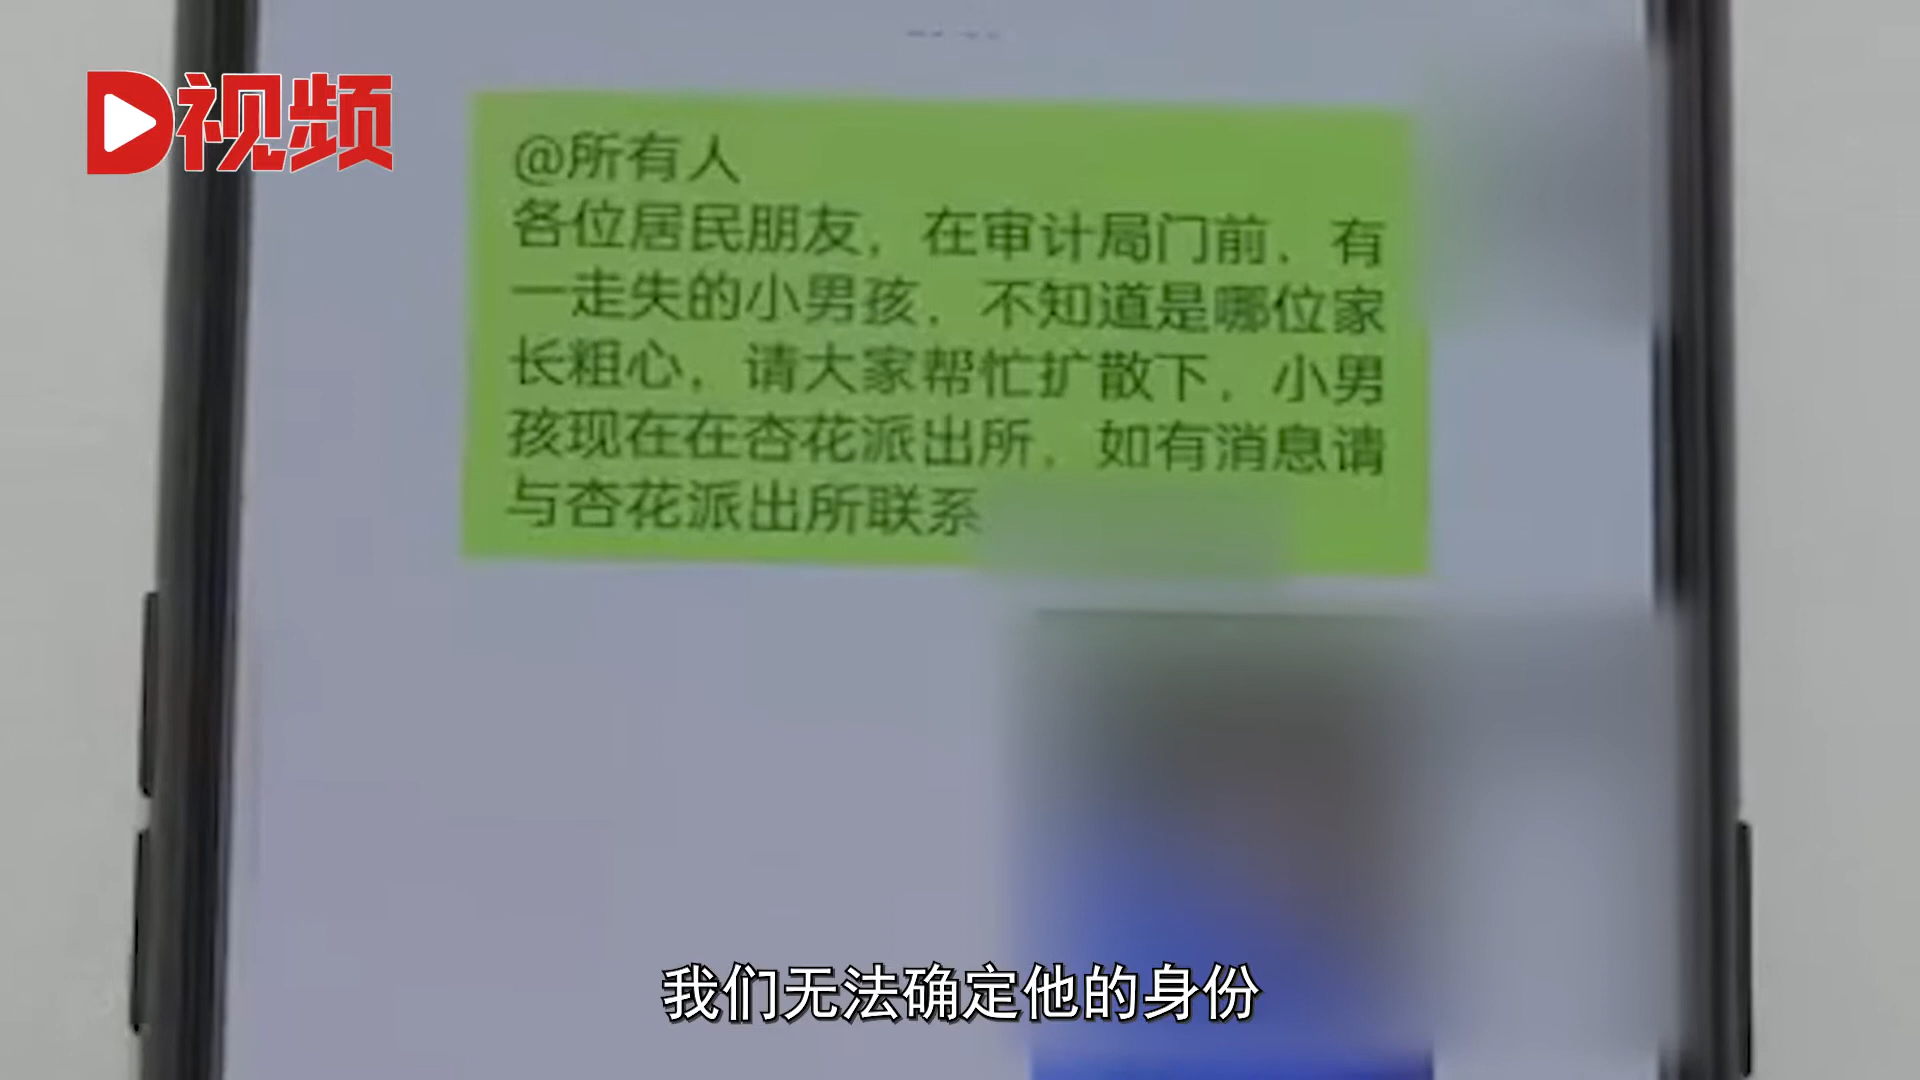 D视频
@所有人
各位居民朋友，在审计局门前，有
一走失的小男孩，不知道是哪位家
长粗心，请大家帮忙扩散下，小男
孩现在在杏花派出所，如有消息请
与杏花派出所联系
我们无法确定他的身份